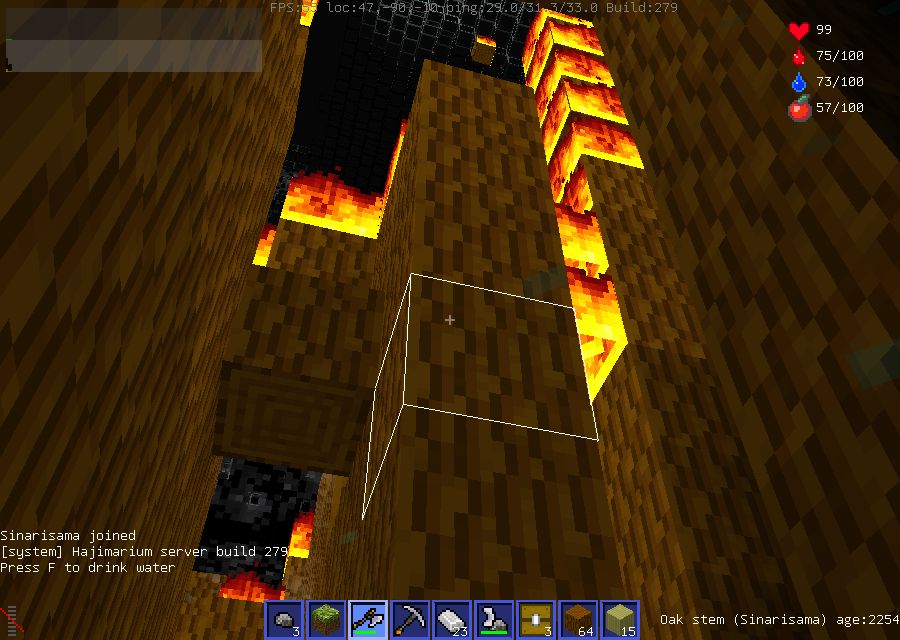 FPS:63 loc:47,-90,-10 ping:29.0/31.3/33.0 Build:279
99
75/100
73/100
57/100
Sinarisama joined
[system] Hajimarium server build 279
Press F to drink water
3
23
3
64
15
Oak stem (Sinarisama) age:2254